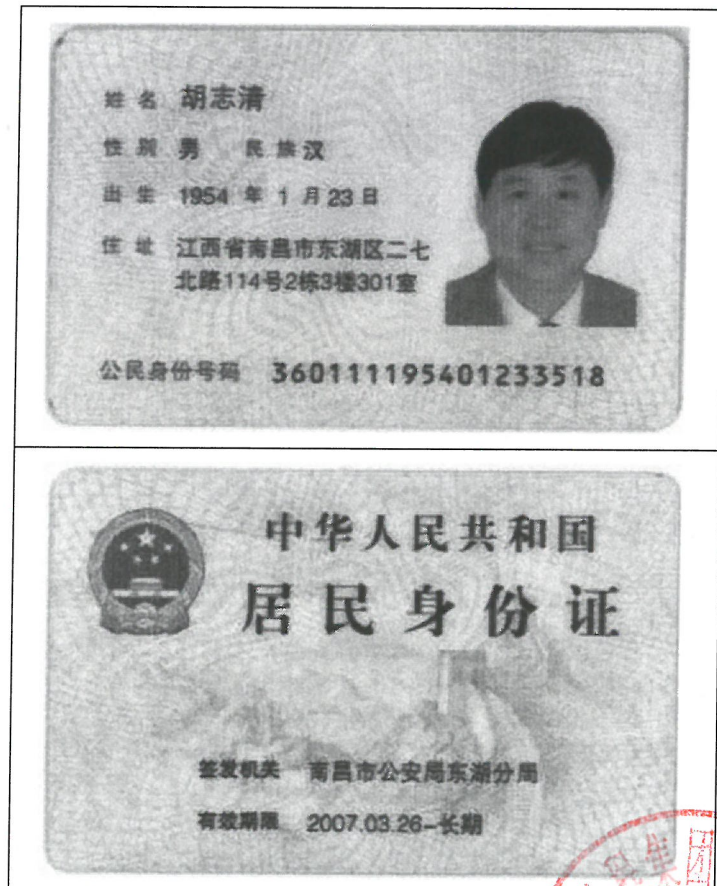 姓名 胡志清
性别 男 民族 汉
出生 1954 年 1 月 23 日
住址 江西省南昌市东湖区二七
北路114号2栋3楼301室
公民身份号码 360111195401233518
中华人民共和国
居民身份证
签发机关 南昌市公安局东湖分局
有效期限 2007.03.26-长期